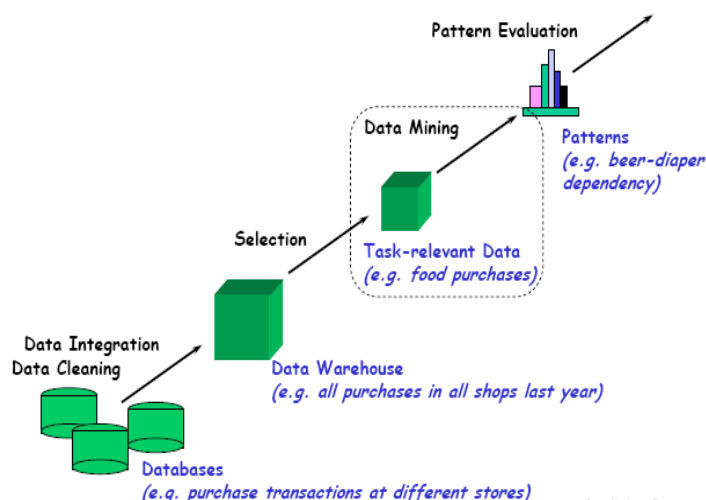 Pattern Evaluation
Data Mining
Patterns
(e.g. beer-diaper
dependency)
Selection
Task-relevant Data
(e.g. food purchases)
Data Integration
Data Cleaning
Data Warehouse
(e.g. all purchases in all shops last year)
Databases
(e.g. purchase transactions at different stores)